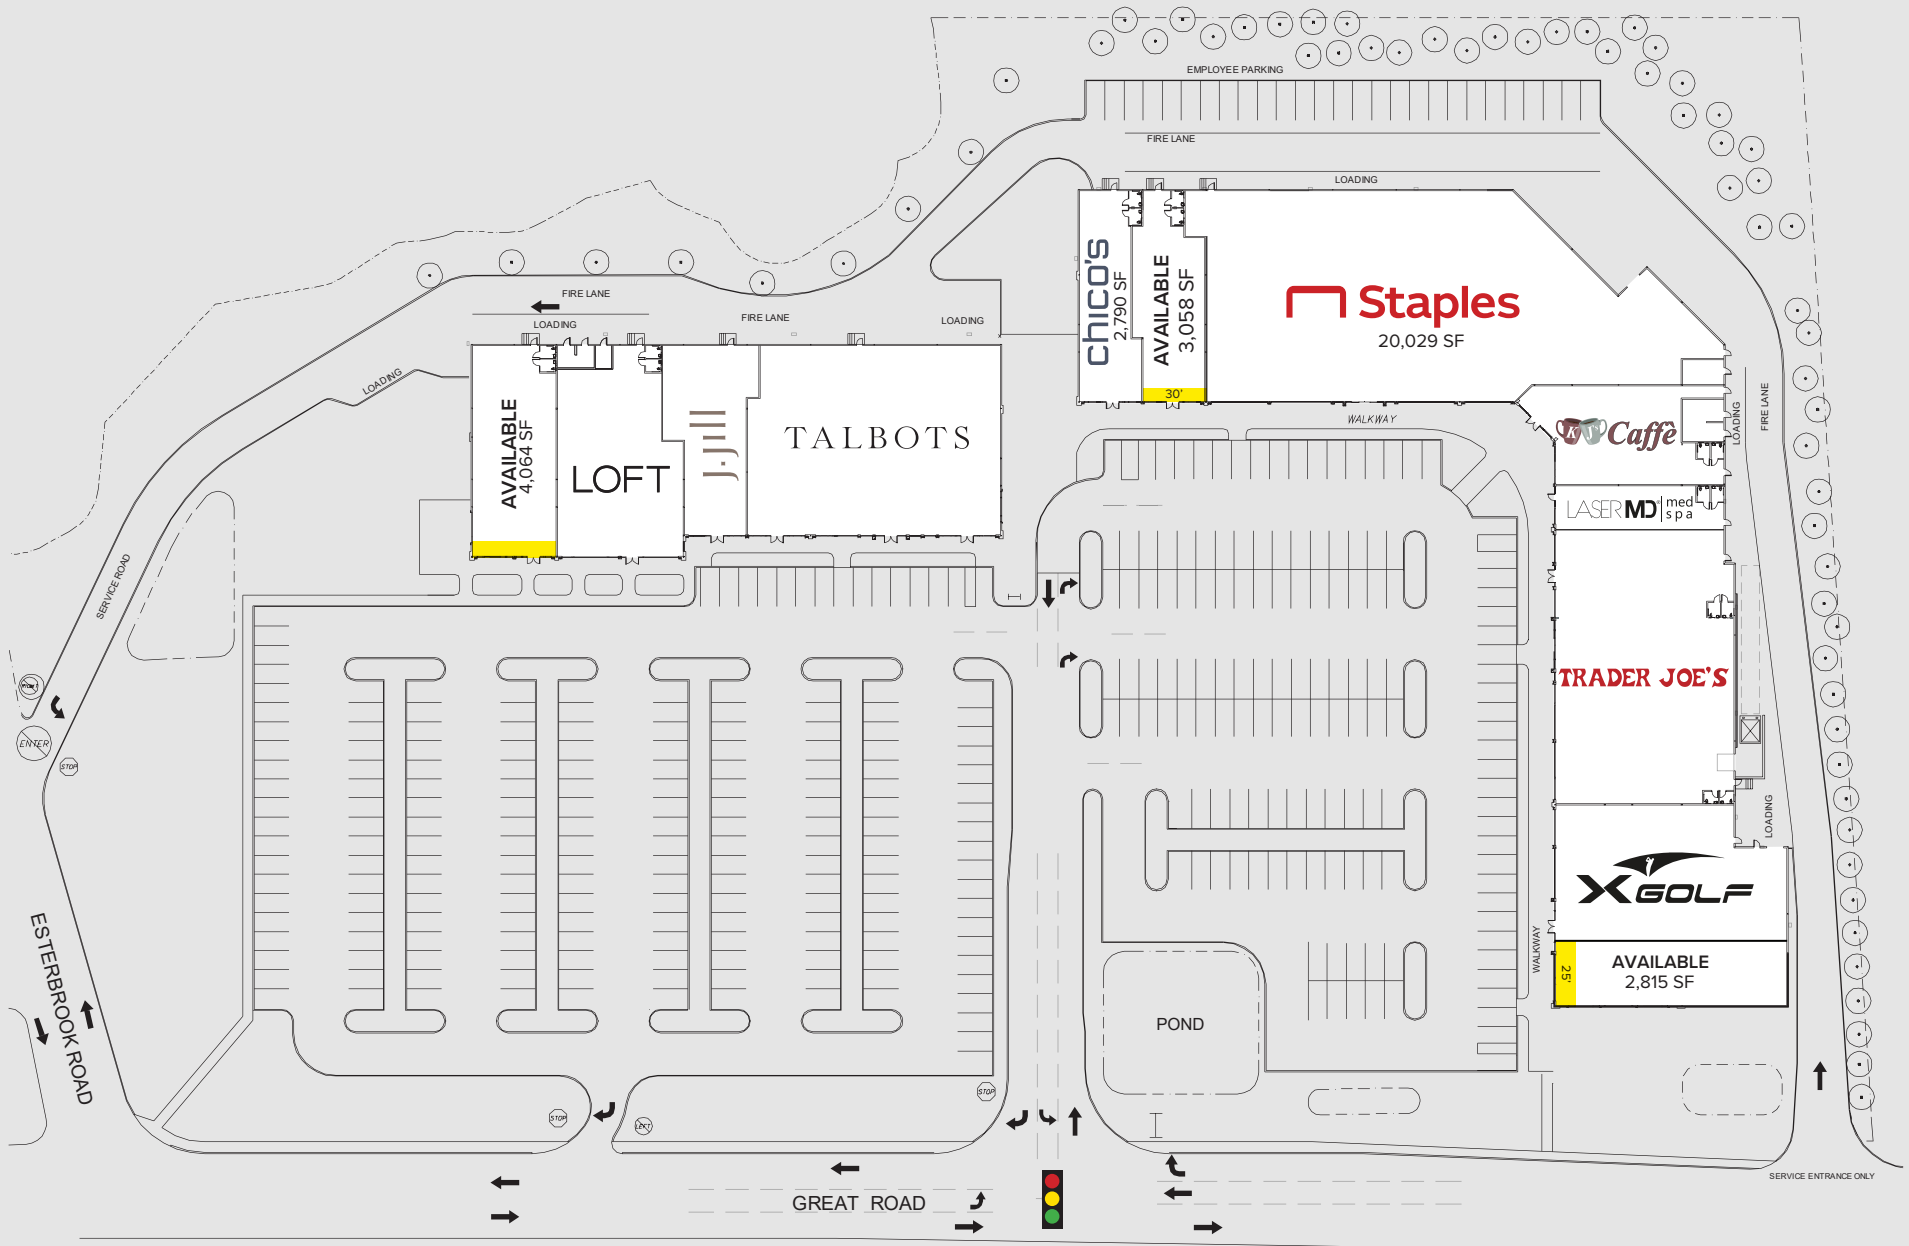 EMPLOYEE PARKING
FIRE LANE
LOADING
FIRE LANE
LOADING
FIRE LANE
LOADING
LOADING
chico's
2,790 SF
AVAILABLE
3,058 SF
30'
Staples
20,029 SF
WALKWAY
LOADING
FIRE LANE
AVAILABLE
4,064 SF
LOFT
J.Jill
TALBOTS
KJ's Caffè
LASER MD med
spa
TRADER JOE'S
LOADING
XGOLF
WALKWAY
25'
AVAILABLE
2,815 SF
SERVICE ROAD
ENTER
STOP
ESTERBROOK ROAD
POND
STOP
STOP
LEFT
GREAT ROAD
SERVICE ENTRANCE ONLY